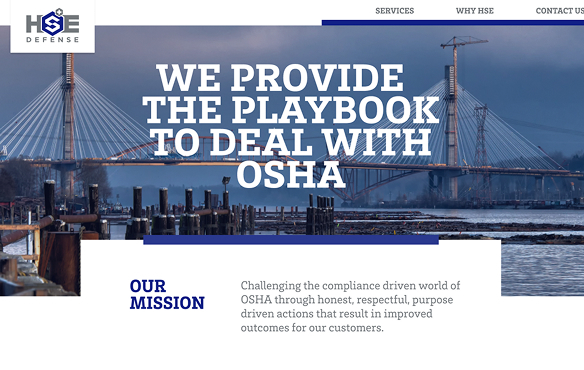 HSE
DEFENSE
SERVICES
WHY HSE
CONTACT US
WE PROVIDE
THE PLAYBOOK
TO DEAL WITH
OSHA
OUR
MISSION
Challenging the compliance driven world of
OSHA through honest, respectful, purpose
driven actions that result in improved
outcomes for our customers.